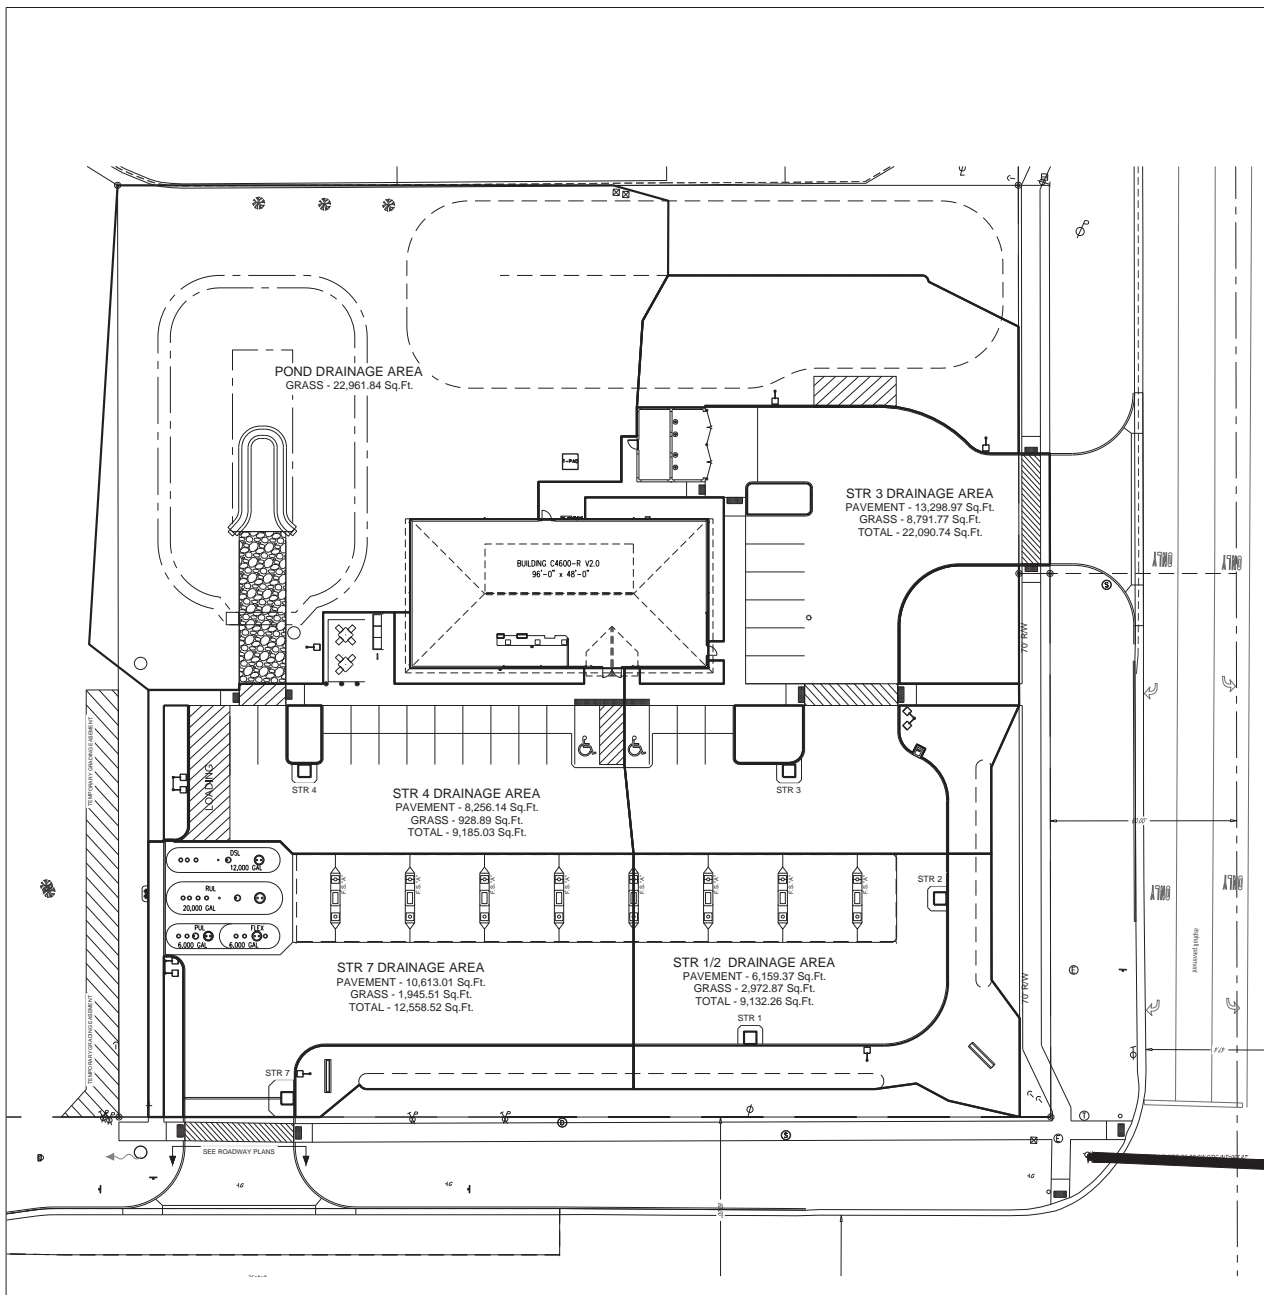 POND DRAINAGE AREA
GRASS - 22,961.84 Sq.Ft.
T-PAD
STR 3 DRAINAGE AREA
PAVEMENT - 13,298.97 Sq.Ft.
GRASS - 8,791.77 Sq.Ft.
TOTAL - 22,090.74 Sq.Ft.
BUILDING C4600-R V2.0
96'-0" x 48'-0"
ONLY
ONLY
70' R/W
TEMPORARY GRADING EASEMENT
LOADING
STR 4
STR 3
STR 4 DRAINAGE AREA
PAVEMENT - 8,256.14 Sq.Ft.
GRASS - 928.89 Sq.Ft.
TOTAL - 9,185.03 Sq.Ft.
DSL
12,000 GAL
RUL
20,000 GAL
PUL
6,000 GAL
FLEX
6,000 GAL
STR 2
ONLY
ONLY
asphalt pavement
STR 7 DRAINAGE AREA
PAVEMENT - 10,613.01 Sq.Ft.
GRASS - 1,945.51 Sq.Ft.
TOTAL - 12,558.52 Sq.Ft.
STR 1/2 DRAINAGE AREA
PAVEMENT - 6,159.37 Sq.Ft.
GRASS - 2,972.87 Sq.Ft.
TOTAL - 9,132.26 Sq.Ft.
STR 1
70' R/W
TEMPORARY GRADING EASEMENT
STR 7
SEE ROADWAY PLANS